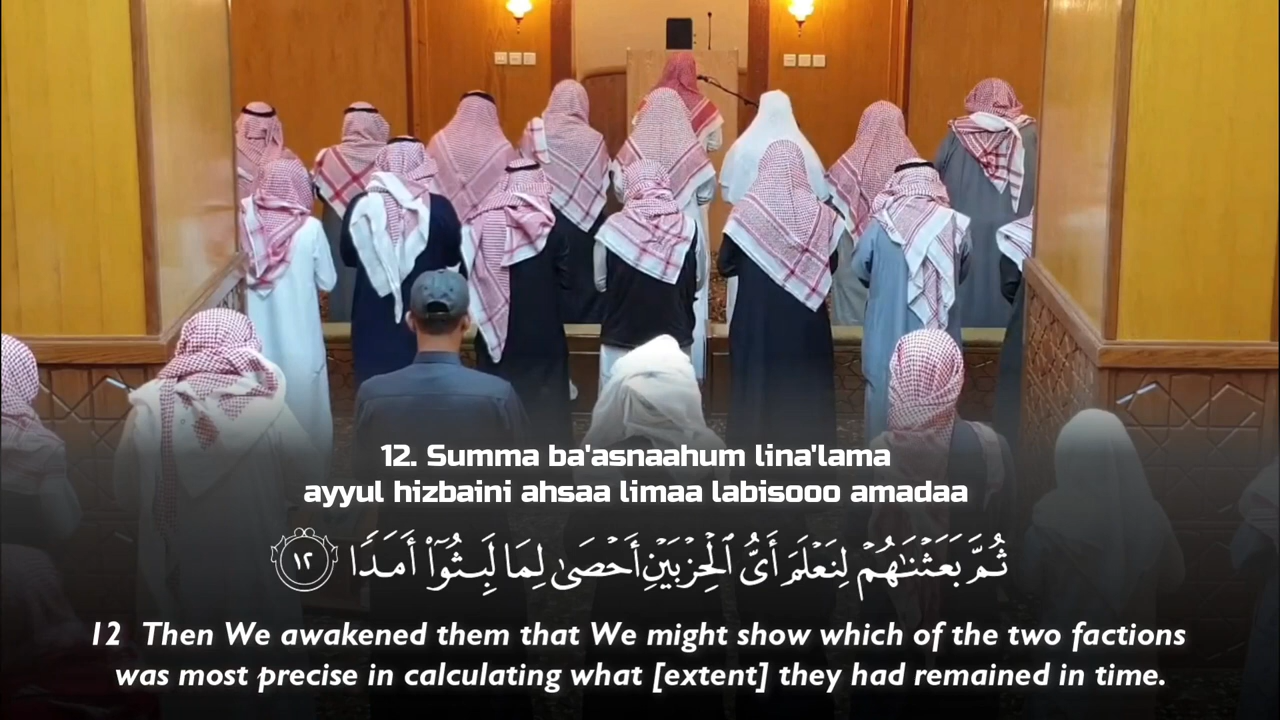 12. Summa ba'asnaahum lina'lama
ayyul hizbaini ahsaa limaa labisooo amadaa
ثُمَّ بَعَثْنَٰهُمْ لِنَعْلَمَ أَىُّ ٱلْحِزْبَيْنِ أَحْصَىٰ لِمَا لَبِثُوٓا۟ أَمَدًا ١٢
12 Then We awakened them that We might show which of the two factions
was most precise in calculating what [extent] they had remained in time.